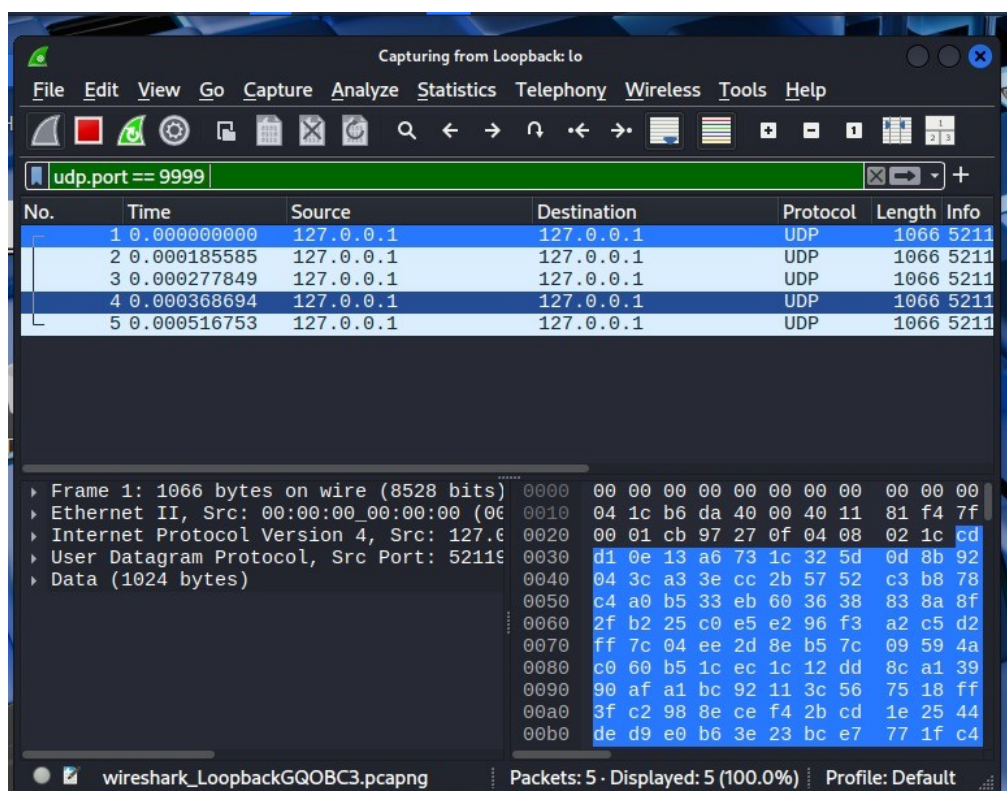 Capturing from Loopback: lo
File Edit View Go Capture Analyze Statistics Telephony Wireless Tools Help
udp.port == 9999
No. Time Source Destination Protocol Length Info
1 0.000000000 127.0.0.1 127.0.0.1 UDP 1066 5211
2 0.000185585 127.0.0.1 127.0.0.1 UDP 1066 5211
3 0.000277849 127.0.0.1 127.0.0.1 UDP 1066 5211
4 0.000368694 127.0.0.1 127.0.0.1 UDP 1066 5211
5 0.000516753 127.0.0.1 127.0.0.1 UDP 1066 5211
Frame 1: 1066 bytes on wire (8528 bits)
Ethernet II, Src: 00:00:00_00:00:00 (00
Internet Protocol Version 4, Src: 127.0
User Datagram Protocol, Src Port: 52119
Data (1024 bytes)
0000 00 00 00 00 00 00 00 00 00 00 00
0010 04 1c b6 da 40 00 40 11 81 f4 7f
0020 00 01 cb 97 27 0f 04 08 02 1c cd
0030 d1 0e 13 a6 73 1c 32 5d 0d 8b 92
0040 04 3c a3 3e cc 2b 57 52 c3 b8 78
0050 c4 a0 b5 33 eb 60 36 38 83 8a 8f
0060 2f b2 25 c0 e5 e2 96 f3 a2 c5 d2
0070 ff 7c 04 ee 2d 8e b5 7c 09 59 4a
0080 c0 60 b5 1c ec 1c 12 dd 8c a1 39
0090 90 af a1 bc 92 11 3c 56 75 18 ff
00a0 3f c2 98 8e ce f4 2b cd 1e 25 44
00b0 de d9 e0 b6 3e 23 bc e7 77 1f c4
wireshark_LoopbackGQOBC3.pcapng Packets: 5 · Displayed: 5 (100.0%) Profile: Default